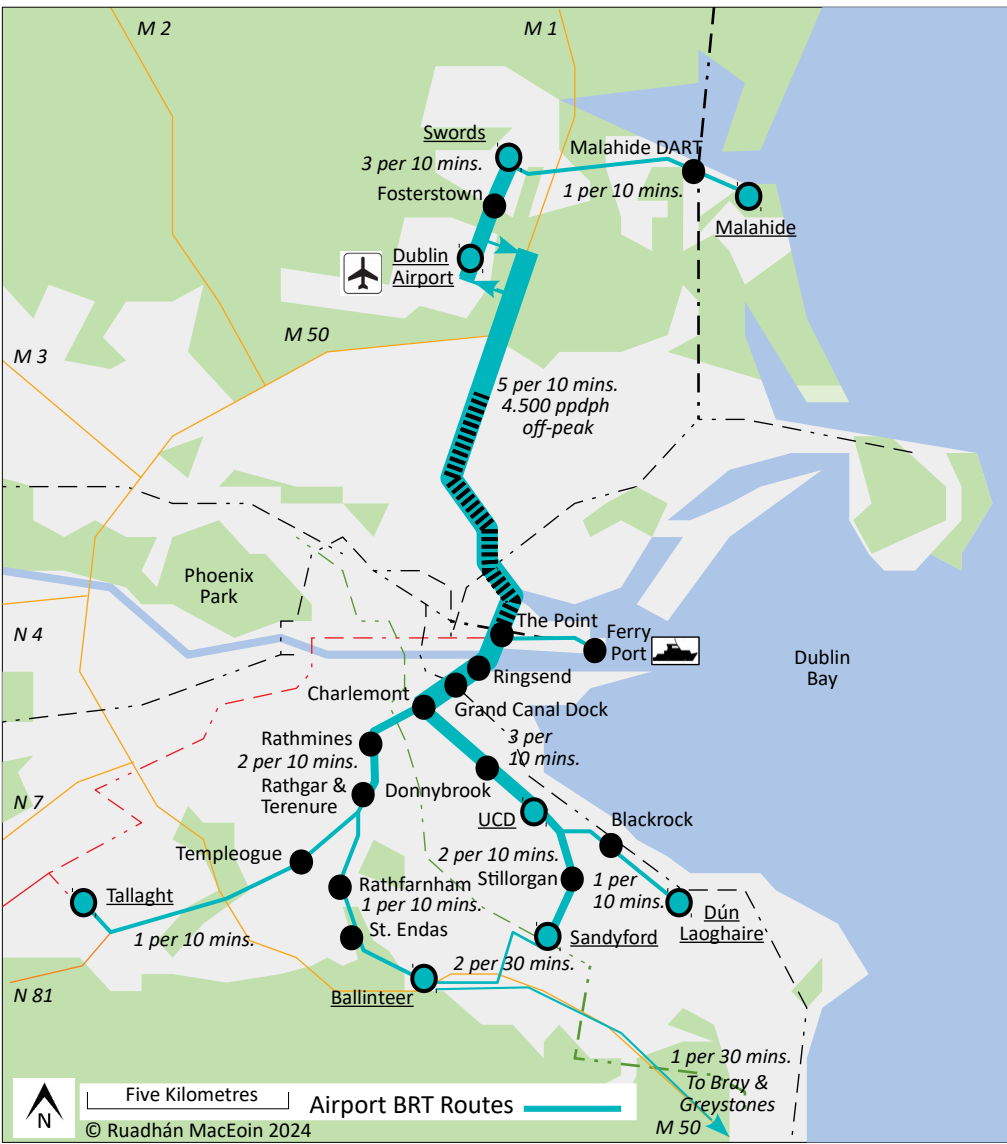 M 2
M 1
Swords
Malahide DART
3 per 10 mins.
1 per 10 mins.
Fosterstown
Malahide
Dublin
Airport
M 50
M 3
5 per 10 mins.
4.500 ppdph
off-peak
Phoenix
Park
N 4
The Point
Ferry
Port
Dublin
Bay
Ringsend
Charlemont
Grand Canal Dock
Rathmines
3 per
10 mins.
2 per 10 mins.
Rathgar &
Terenure
Donnybrook
N 7
UCD
Blackrock
Templeogue
2 per 10 mins.
Stillorgan
Tallaght
Rathfarnham
1 per 10 mins.
1 per
10 mins.
Dún
Laoghaire
St. Endas
1 per 10 mins.
Sandyford
2 per 30 mins.
N 81
Ballinteer
1 per 30 mins.
To Bray &
Greystones
M 50
N
Five Kilometres
Airport BRT Routes
© Ruadhán MacEoin 2024